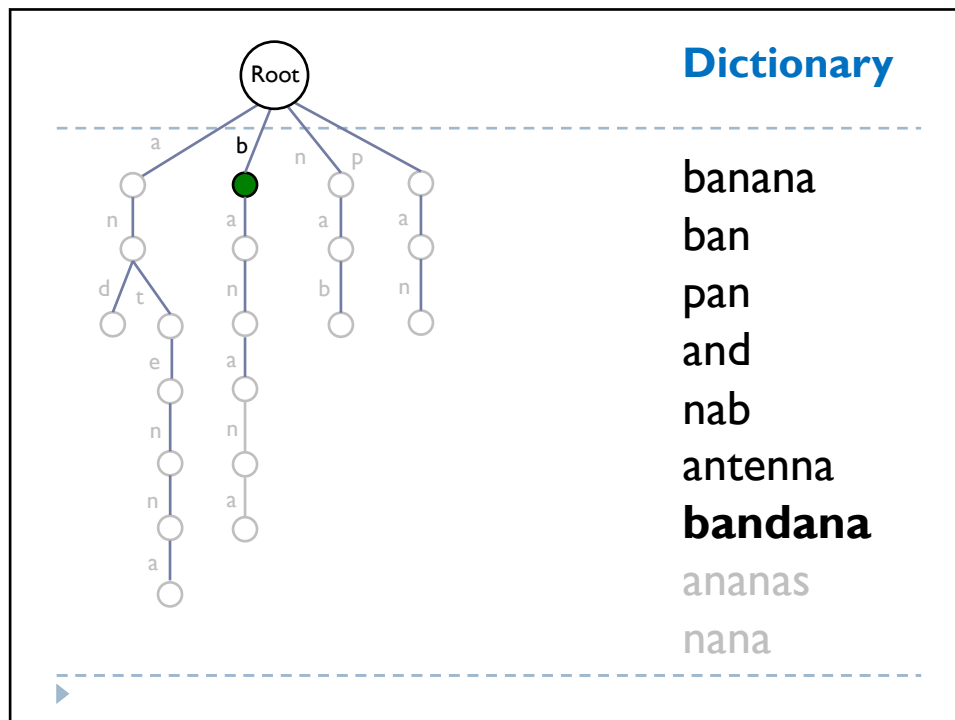 Dictionary
Root
a b n p
n a a a
d t n b n
e a
n n
n a
a
banana
ban
pan
and
nab
antenna
bandana
ananas
nana